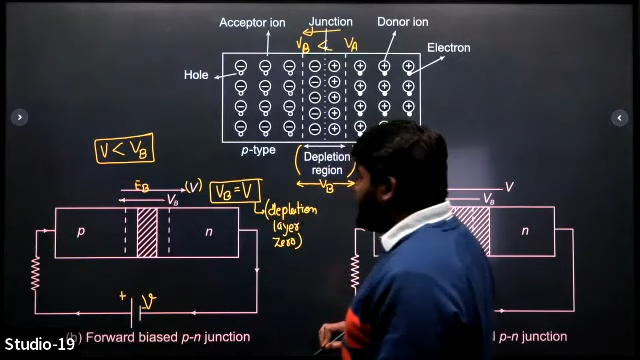 Acceptor ion
Junction
Donor ion
V_B < V_A
Electron
Hole
p-type
Depletion
region
V_B
V < V_B
E_B
(V)
V_B
V_B = V
(depletion
layer
zero)
p
n
+
V
(b) Forward biased p-n junction
V
V_B
n
p-n junction
Studio-19